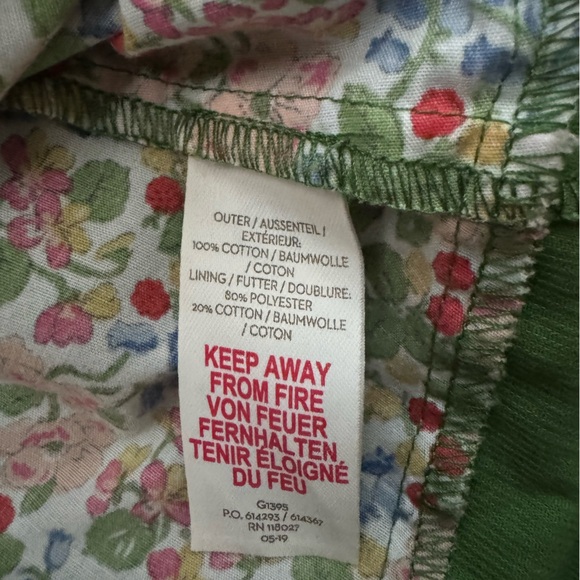 OUTER / AUSSENTEIL /
EXTÉRIEUR:
100% COTTON / BAUMWOLLE
/ COTON
LINING / FUTTER / DOUBLURE:
80% POLYESTER
20% COTTON / BAUMWOLLE
/ COTON
KEEP AWAY
FROM FIRE
VON FEUER
FERNHALTEN,
TENIR ÉLOIGNÉ
DU FEU
G1395
P.O. 614293 / 614367
RN 118027
05-19